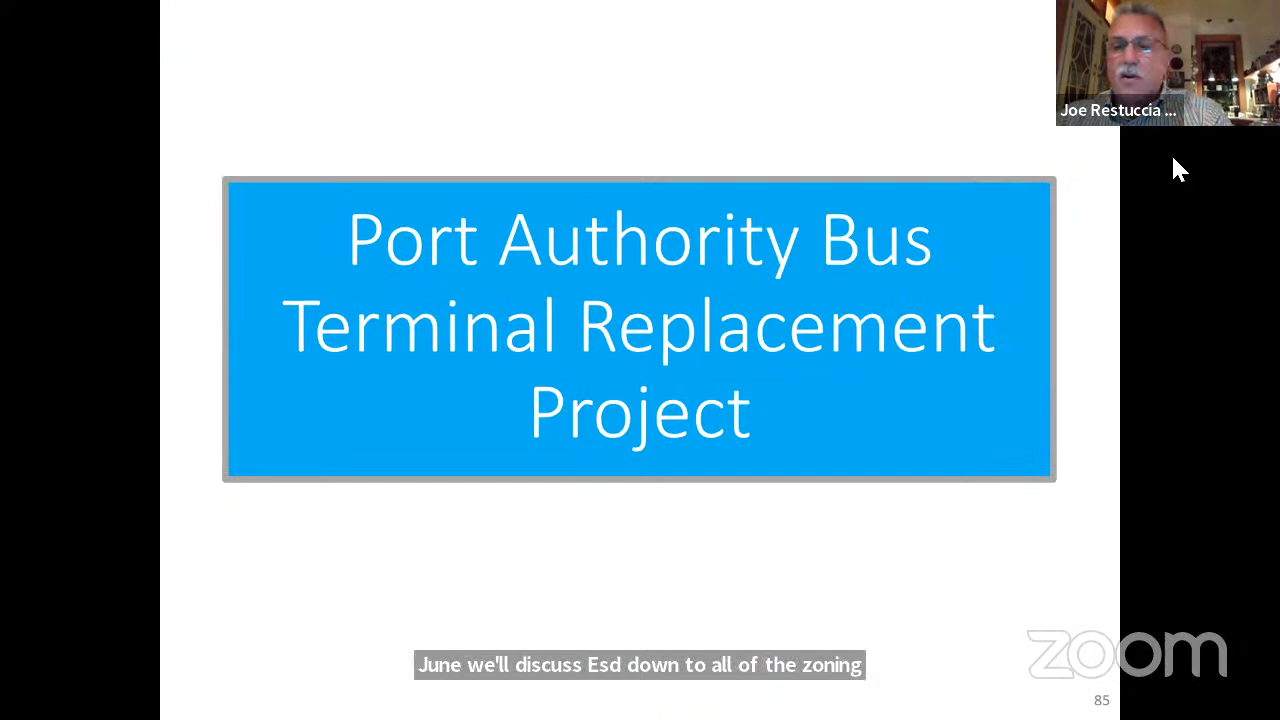 Joe Restuccia ...
Port Authority Bus
Terminal Replacement
Project
June we'll discuss Esd down to all of the zoning
zoom
85